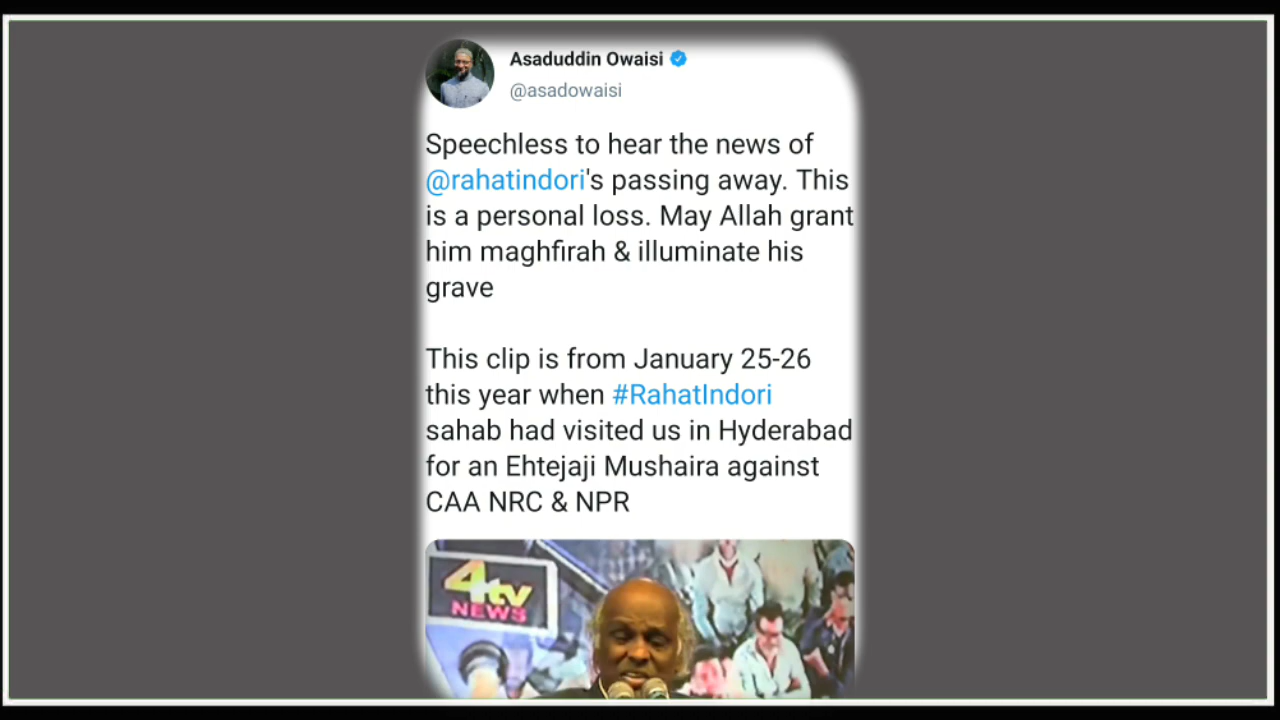 Asaduddin Owaisi
@asadowaisi
Speechless to hear the news of
@rahatindori's passing away. This
is a personal loss. May Allah grant
him maghfirah & illuminate his
grave
This clip is from January 25-26
this year when #RahatIndori
sahab had visited us in Hyderabad
for an Ehtejaji Mushaira against
CAA NRC & NPR
4tv
NEWS